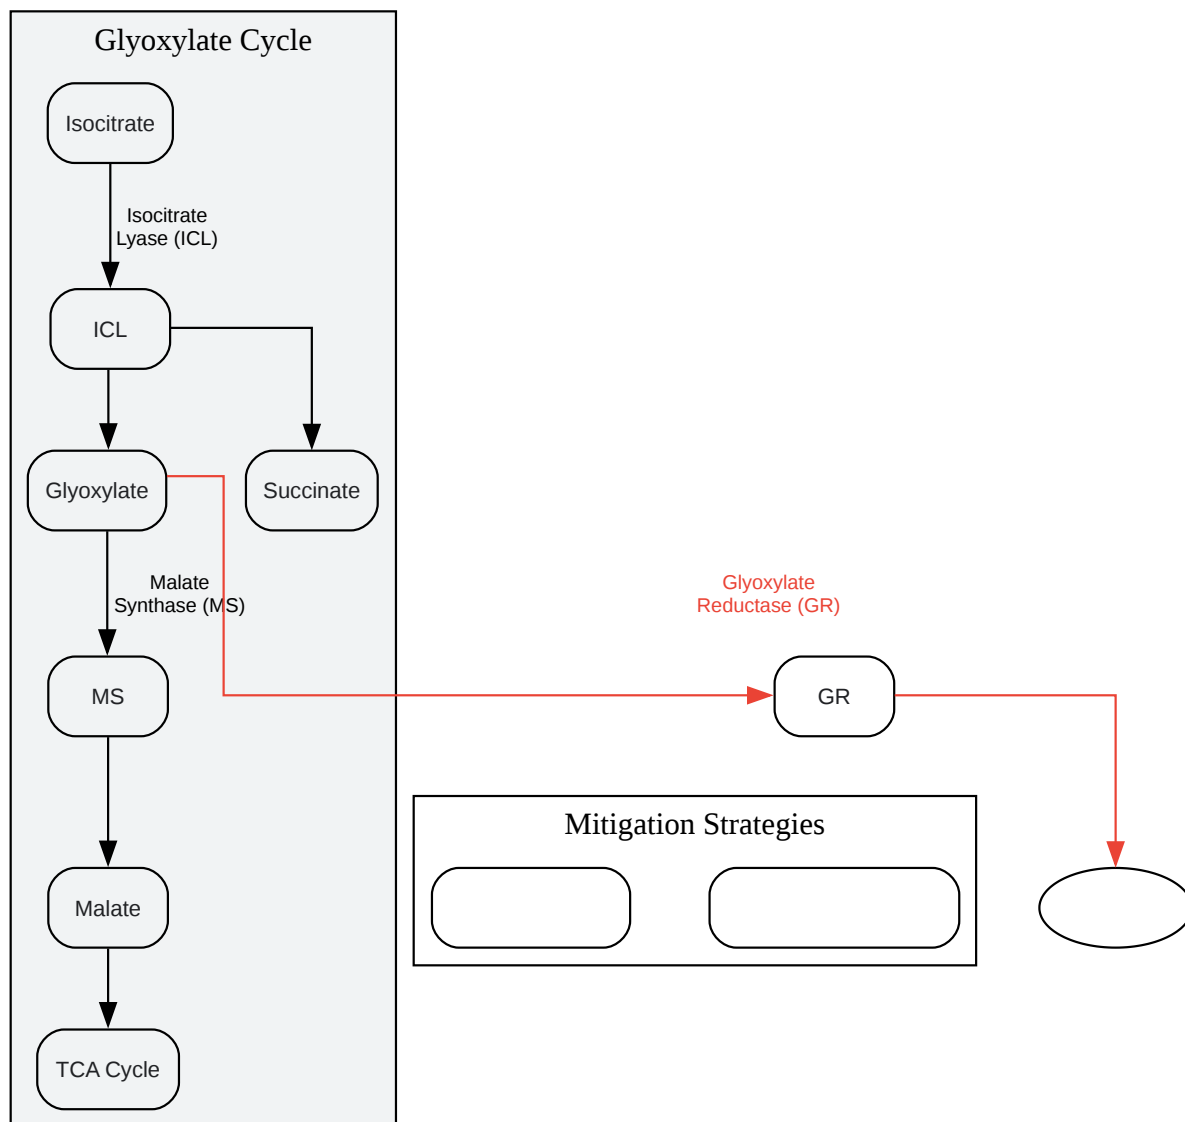 Glyoxylate Cycle
Isocitrate
Isocitrate
Lyase (ICL)
ICL
Glyoxylate
Succinate
Malate
Synthase (MS)
Glyoxylate
Reductase (GR)
MS
GR
Mitigation Strategies
Malate
TCA Cycle